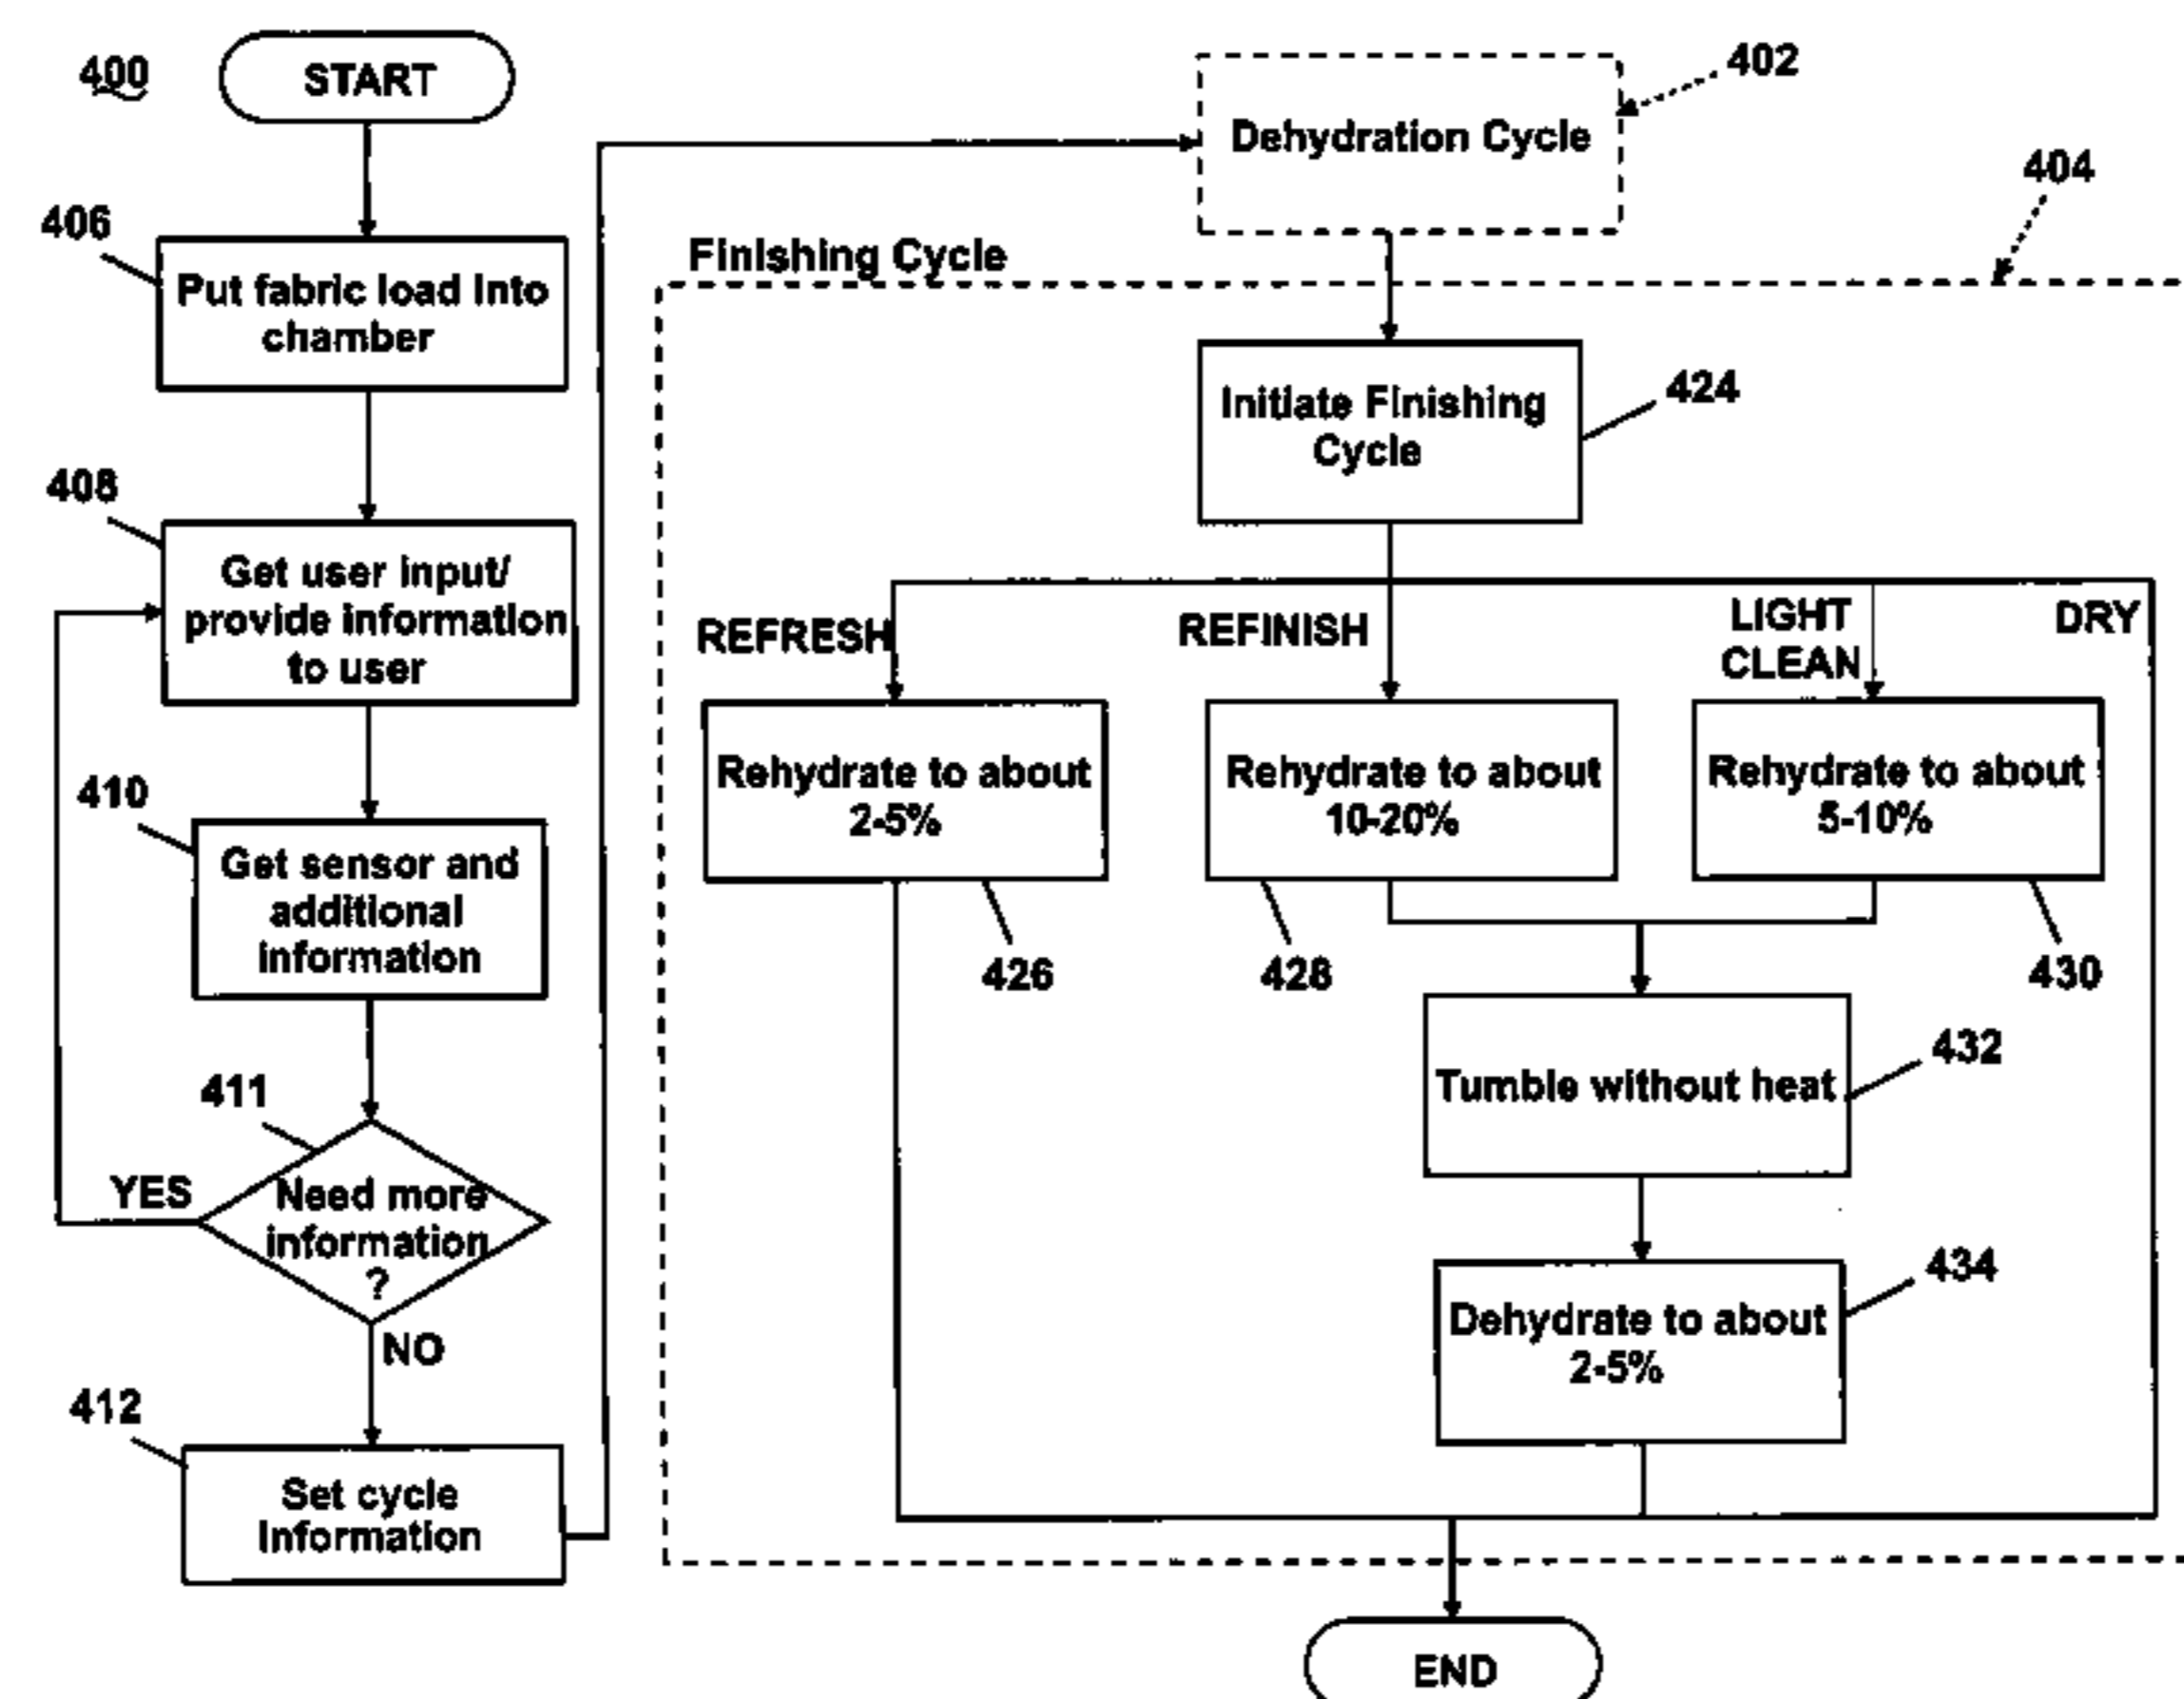 400
START
406
Put fabric load into
chamber
408
Get user input/
provide information
to user
410
Get sensor and
additional
information
411
YES
Need more
information
?
NO
412
Set cycle
Information
402
Dehydration Cycle
404
Finishing Cycle
Initiate Finishing
Cycle
424
REFRESH
REFINISH
LIGHT
CLEAN
DRY
Rehydrate to about
2-5%
426
Rehydrate to about
10-20%
428
Rehydrate to about
5-10%
430
Tumble without heat
432
Dehydrate to about
2-5%
434
END